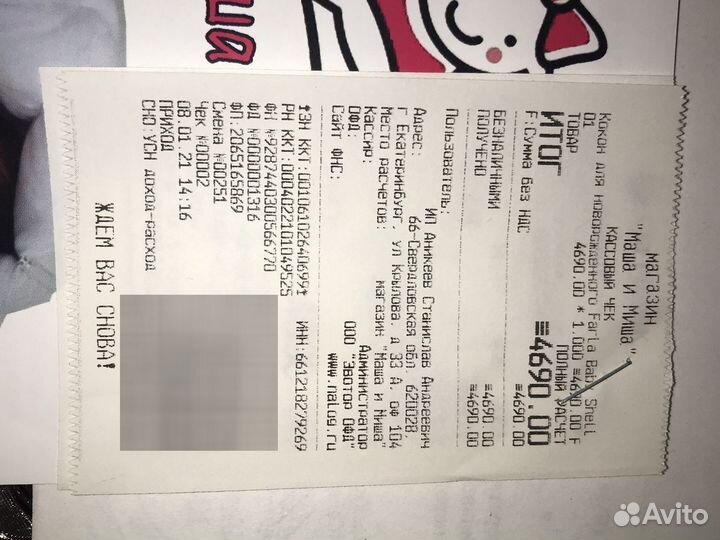 ша
магазин
"Маша и Миша"
КАССОВЫЙ ЧЕК
Кокон для новорожденного Farla Baby Shell
01 4690.00 * 1.000 ≡4690.00 F
ТОВАР ПОЛНЫЙ РАСЧЕТ
ИТОГ ≡4690.00
F:Сумма без НДС ≡4690.00
БЕЗНАЛИЧНЫМИ ≡4690.00
ПОЛУЧЕНО ≡4690.00
Пользователь:
ИП Аникеев Станислав Андреевич
Адрес: 66-Свердловская обл, 620028,
г Екатеринбург, ул Крылова, д 33 А, оф 104
Место расчетов: магазин "Маша и Миша"
Кассир: Администратор
ОФД: ООО "ЭВОТОР ОФД"
Сайт ФНС: www.nalog.ru
ЗН ККТ:00106102640699 ИНН:661218279269
РН ККТ:0004022101049525
ФН №9287440300566770
ФД №0000001316
ФП:2065165869
Смена №00251
Чек №00002
08.01.21 14:16
ПРИХОД
СНО:УСН доход-расход
ЖДЕМ ВАС СНОВА!
Avito